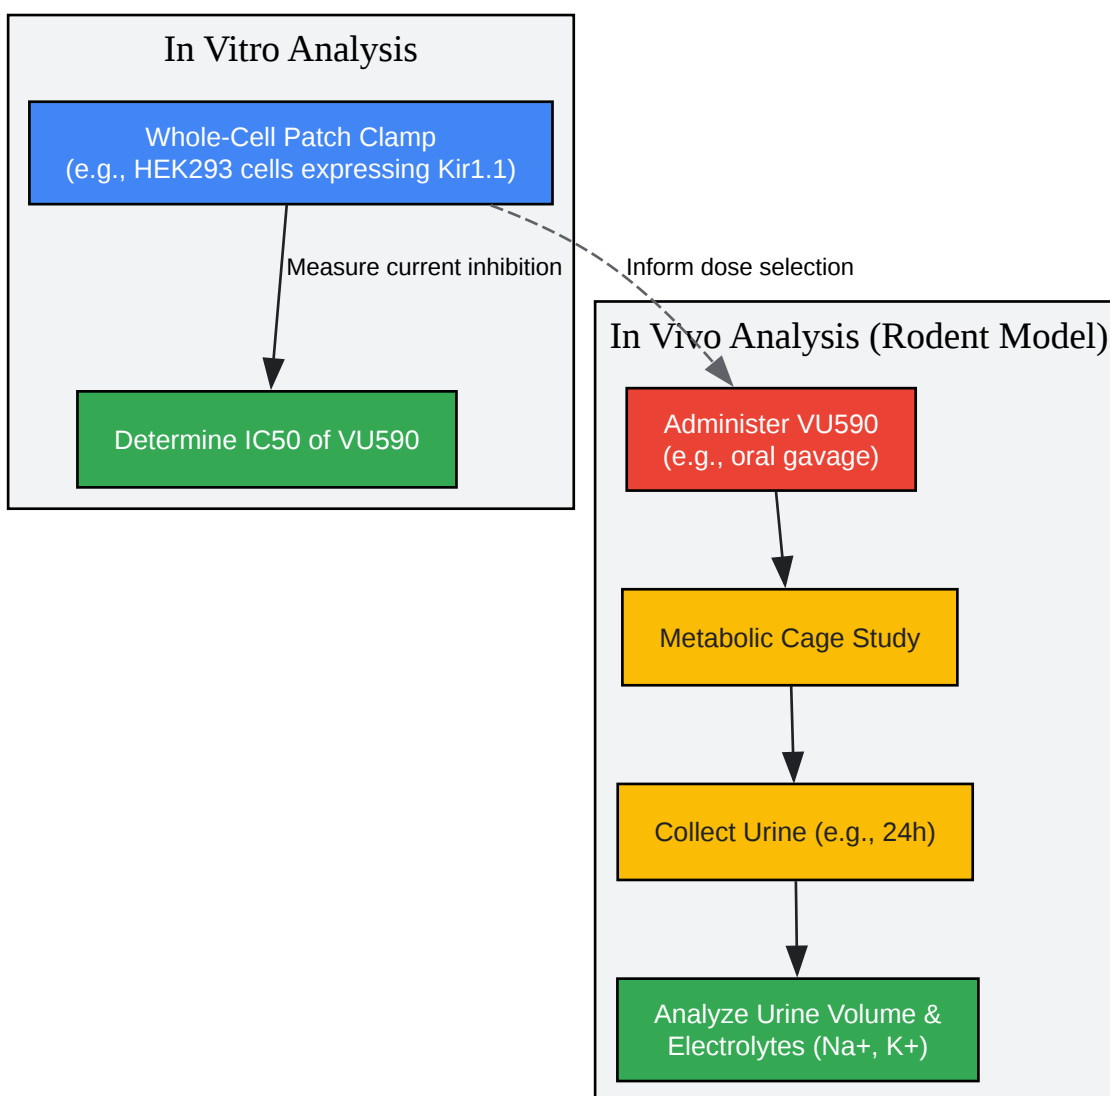 In Vitro Analysis
Whole-Cell Patch Clamp
(e.g., HEK293 cells expressing Kir1.1)
Measure current inhibition
Inform dose selection
Determine IC50 of VU590
In Vivo Analysis (Rodent Model)
Administer VU590
(e.g., oral gavage)
Metabolic Cage Study
Collect Urine (e.g., 24h)
Analyze Urine Volume &
Electrolytes (Na+, K+)